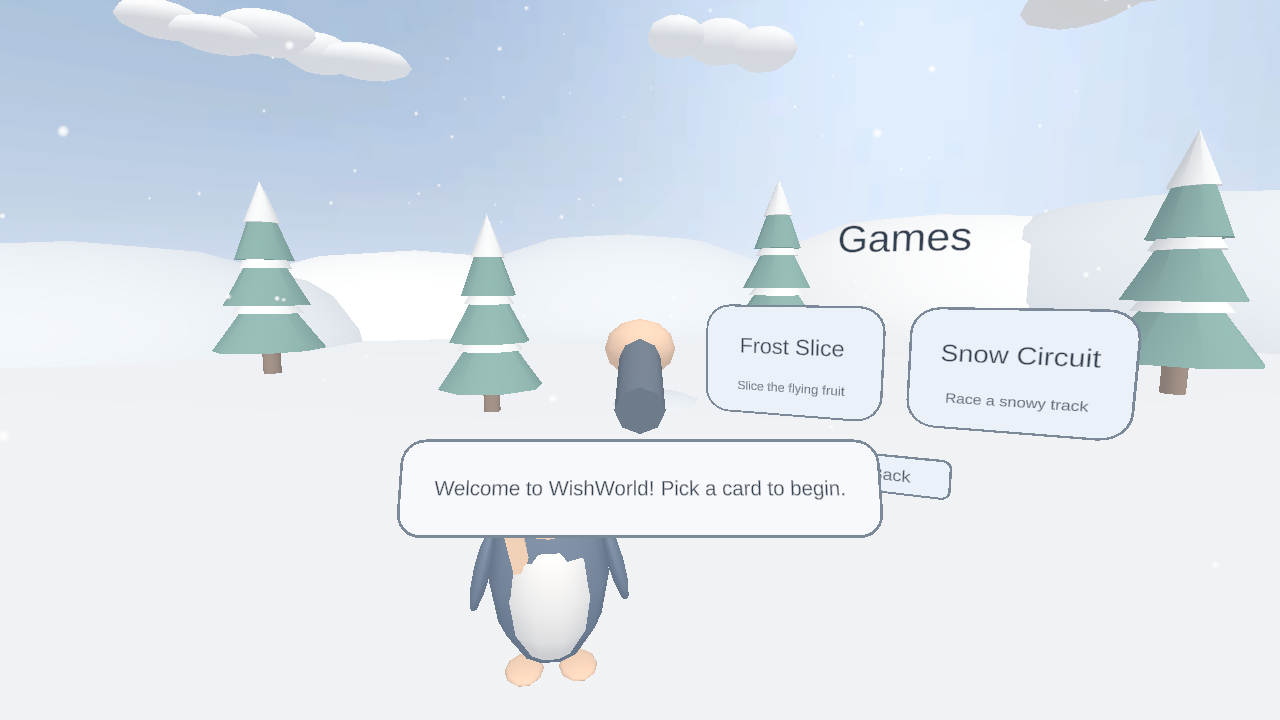 Games
Frost Slice
Slice the flying fruit
Snow Circuit
Race a snowy track
Welcome to WishWorld! Pick a card to begin.